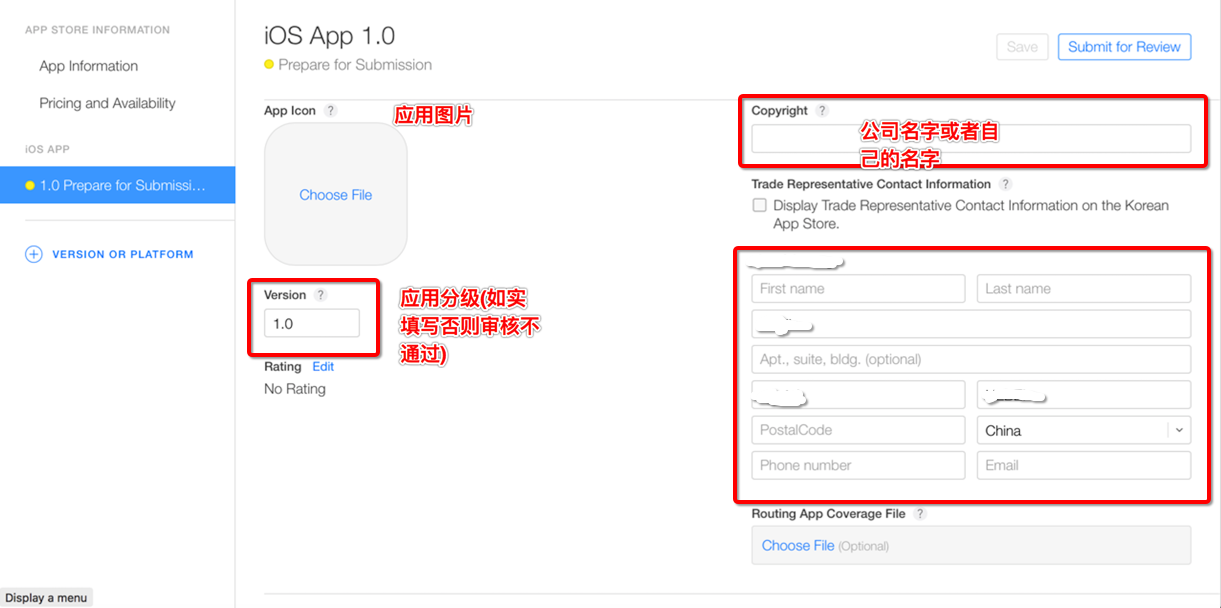 APP STORE INFORMATION
App Information
Pricing and Availability
iOS APP
1.0 Prepare for Submissi...
VERSION OR PLATFORM
Display a menu
iOS App 1.0
Prepare for Submission
Save
Submit for Review
App Icon ?
应用图片
Choose File
Version ?
1.0
应用分级(如实
填写否则审核不
通过)
Rating Edit
No Rating
Copyright ?
公司名字或者自
己的名字
Trade Representative Contact Information ?
Display Trade Representative Contact Information on the Korean
App Store.
First name Last name
Apt., suite, bldg. (optional)
PostalCode China
Phone number Email
Routing App Coverage File ?
Choose File (Optional)